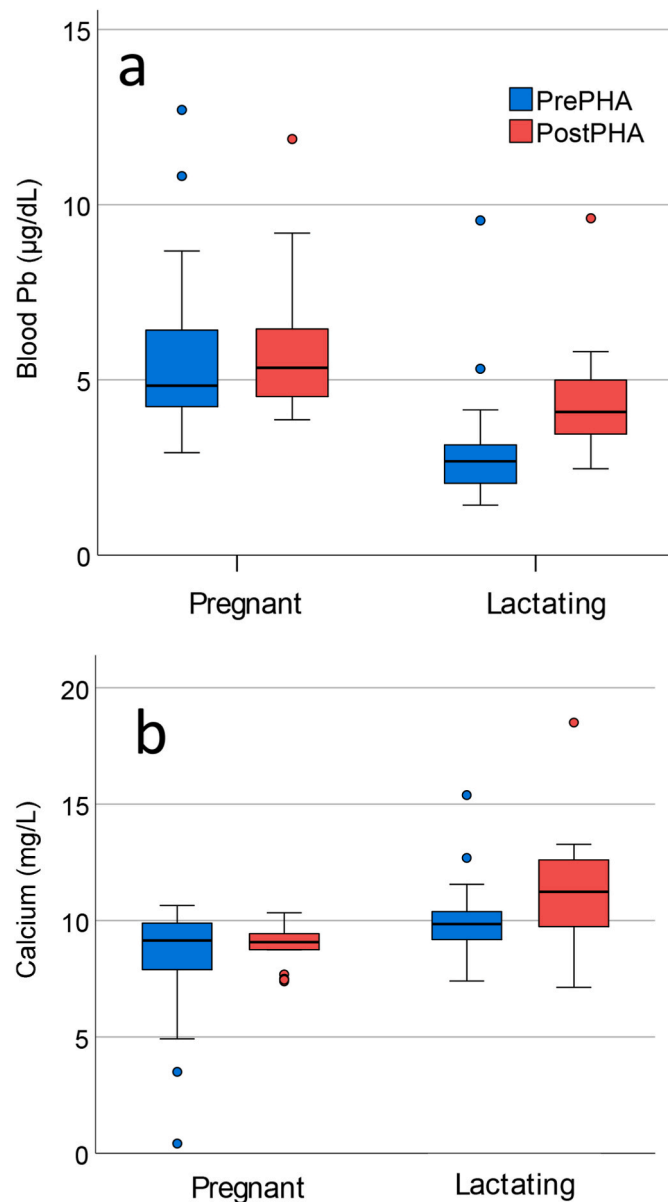 15
a
PrePHA
PostPHA
10
Blood Pb (µg/dL)
5
0
Pregnant Lactating
20
b
15
10
Calcium (mg/L)
5
0
Pregnant Lactating